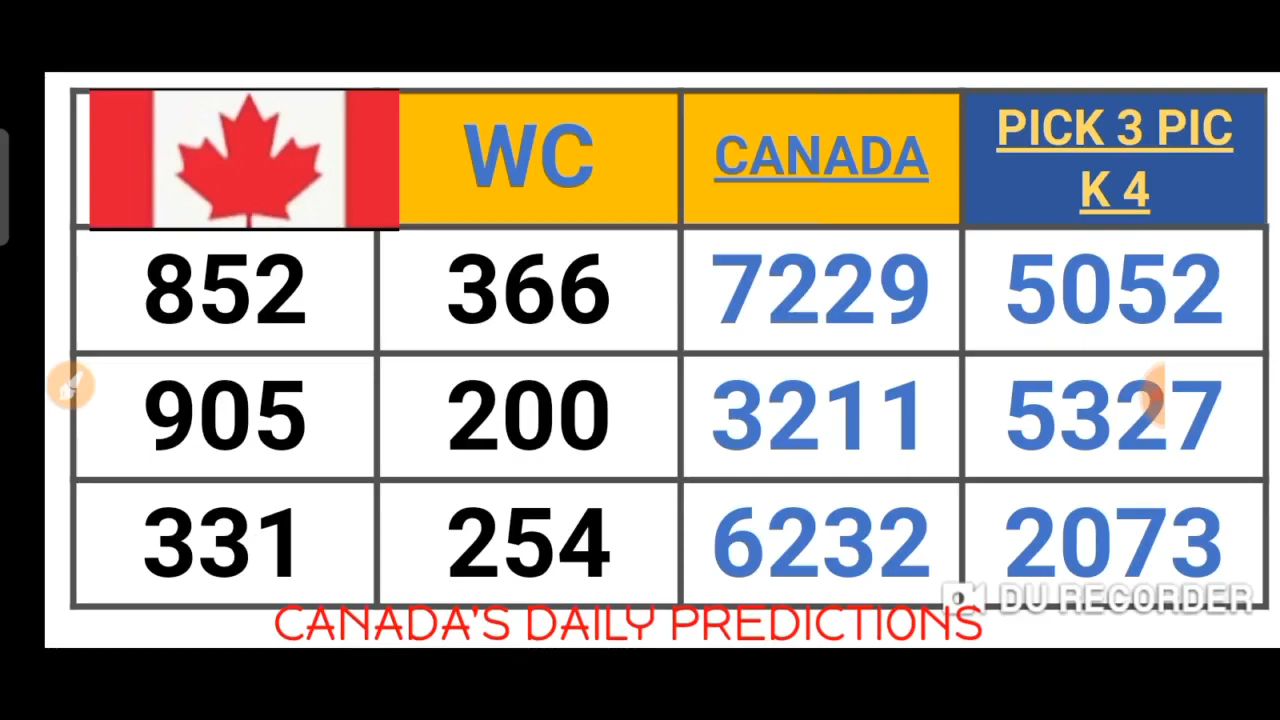 WC CANADA PICK 3 PIC
K 4
852 366 7229 5052
905 200 3211 5327
331 254 6232 2073
DU RECORDER
CANADA'S DAILY PREDICTIONS